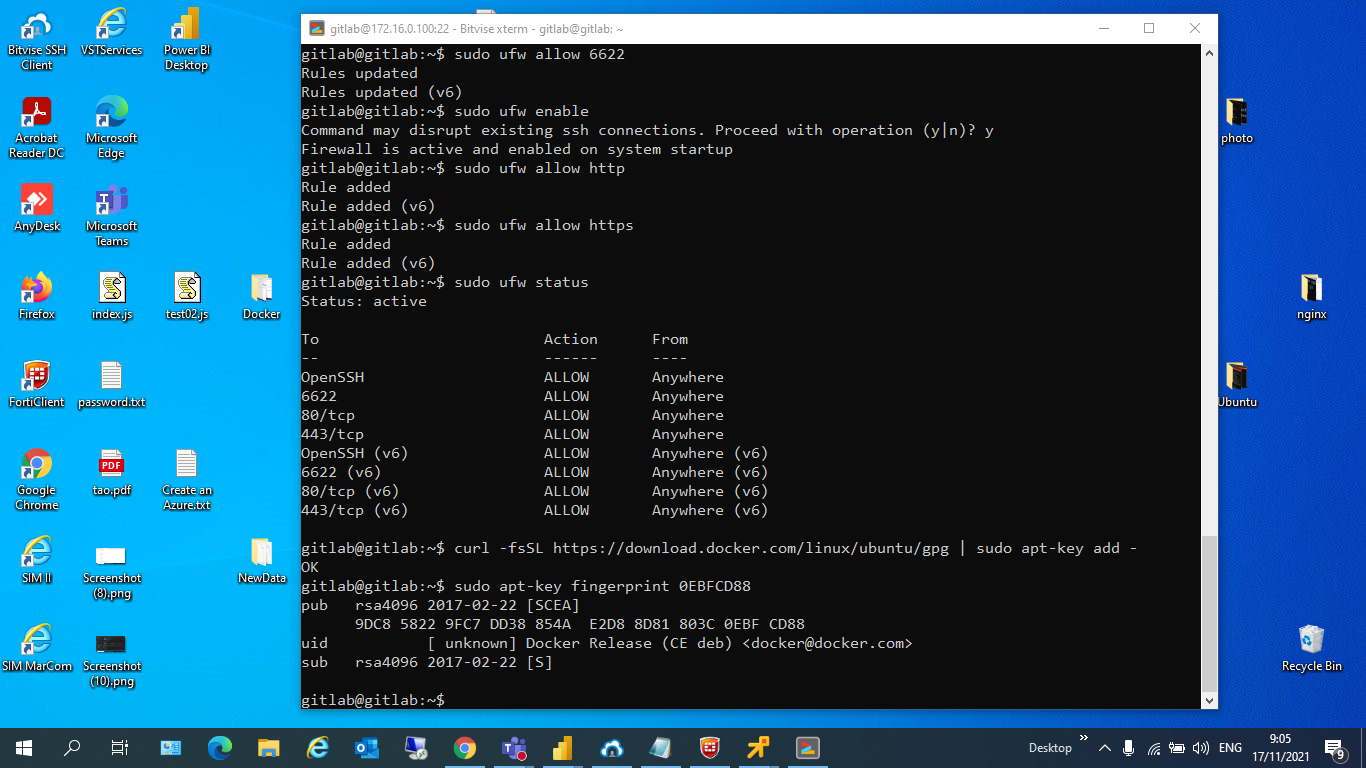 gitlab@172.16.0.100:22 - Bitvise xterm - gitlab@gitlab: ~
gitlab@gitlab:~$ sudo ufw allow 6622
Rules updated
Rules updated (v6)
gitlab@gitlab:~$ sudo ufw enable
Command may disrupt existing ssh connections. Proceed with operation (y|n)? y
Firewall is active and enabled on system startup
gitlab@gitlab:~$ sudo ufw allow http
Rule added
Rule added (v6)
gitlab@gitlab:~$ sudo ufw allow https
Rule added
Rule added (v6)
gitlab@gitlab:~$ sudo ufw status
Status: active
To Action From
-- ------ ----
OpenSSH ALLOW Anywhere
6622 ALLOW Anywhere
80/tcp ALLOW Anywhere
443/tcp ALLOW Anywhere
OpenSSH (v6) ALLOW Anywhere (v6)
6622 (v6) ALLOW Anywhere (v6)
80/tcp (v6) ALLOW Anywhere (v6)
443/tcp (v6) ALLOW Anywhere (v6)
gitlab@gitlab:~$ curl -fsSL https://download.docker.com/linux/ubuntu/gpg | sudo apt-key add -
OK
gitlab@gitlab:~$ sudo apt-key fingerprint 0EBFCD88
pub rsa4096 2017-02-22 [SCEA]
9DC8 5822 9FC7 DD38 854A E2D8 8D81 803C 0EBF CD88
uid [ unknown] Docker Release (CE deb) <docker@docker.com>
sub rsa4096 2017-02-22 [S]
gitlab@gitlab:~$
Bitvise SSH
Client
VSTServices
Power BI
Desktop
Acrobat
Reader DC
Microsoft
Edge
AnyDesk
Microsoft
Teams
Firefox
index.js
test02.js
Docker
FortiClient
password.txt
Google
Chrome
PDF
tao.pdf
Create an
Azure.txt
SIM II
Screenshot
(8).png
NewData
SIM MarCom
Screenshot
(10).png
photo
nginx
Ubuntu
Recycle Bin
Desktop
ENG
9:05
17/11/2021
9